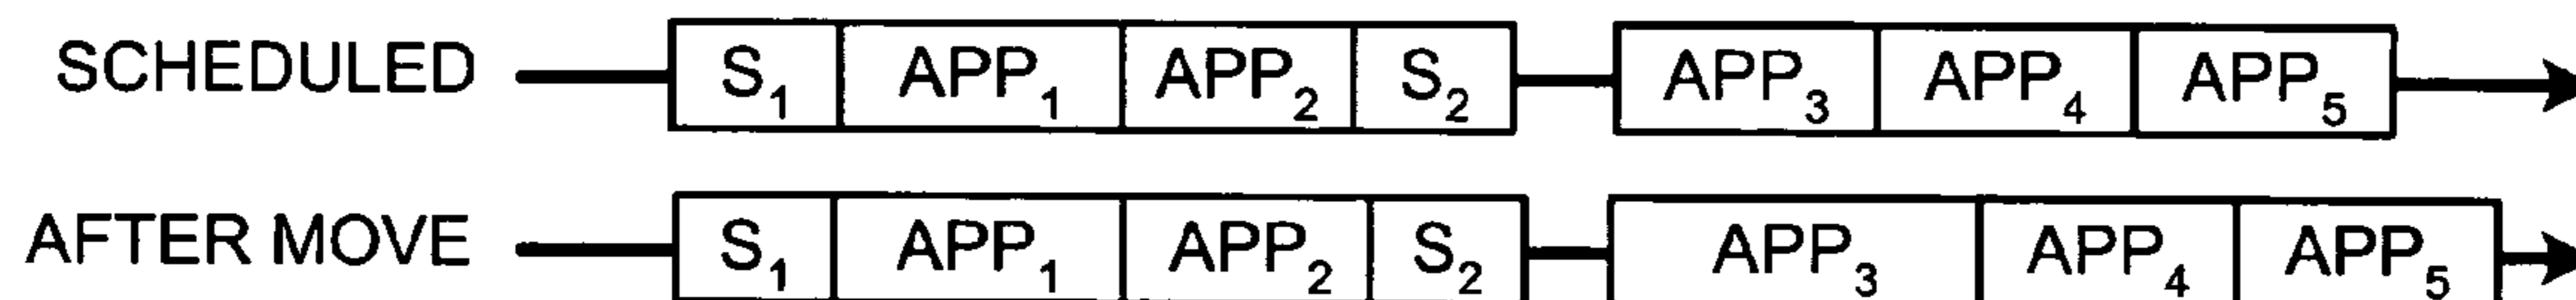 SCHEDULED S₁ APP₁ APP₂ S₂ APP₃ APP₄ APP₅
AFTER MOVE S₁ APP₁ APP₂ S₂ APP₃ APP₄ APP₅